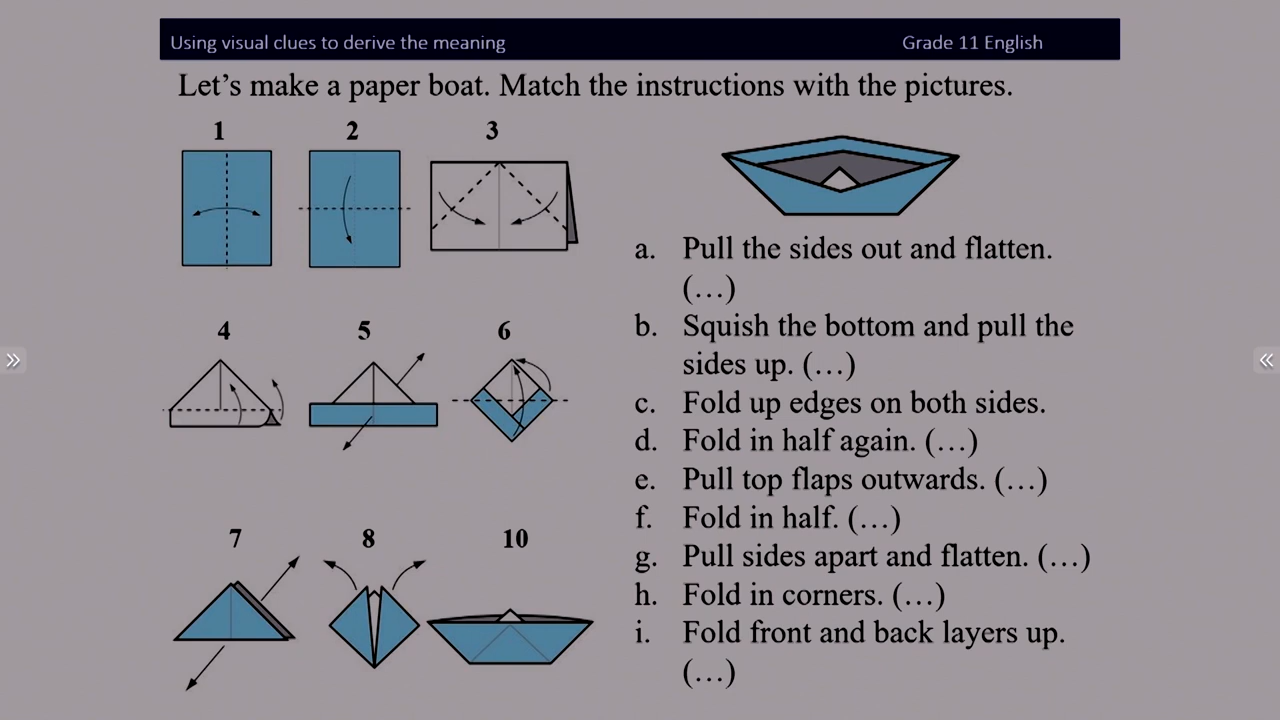 Using visual clues to derive the meaning Grade 11 English
Let’s make a paper boat. Match the instructions with the pictures.
1 2 3
4 5 6
7 8 10
a. Pull the sides out and flatten.
(…)
b. Squish the bottom and pull the
sides up. (…)
c. Fold up edges on both sides.
d. Fold in half again. (…)
e. Pull top flaps outwards. (…)
f. Fold in half. (…)
g. Pull sides apart and flatten. (…)
h. Fold in corners. (…)
i. Fold front and back layers up.
(…)